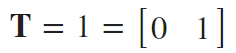 T = 1 = [0 1]